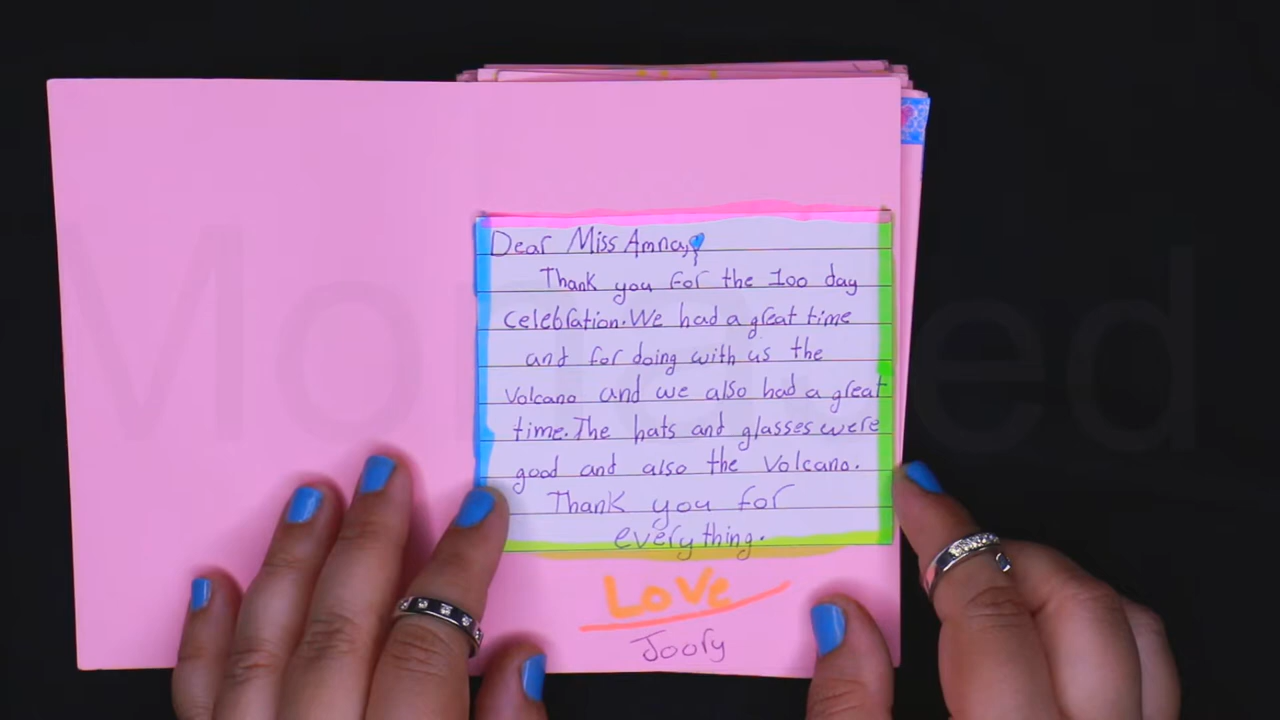 Dear Miss Amna,
Thank you for the 100 day
celebration. We had a great time
and for doing with us the
Volcano and we also had a great
time. The hats and glasses were
good and also the Volcano.
Thank you for
everything.
Love
Joory